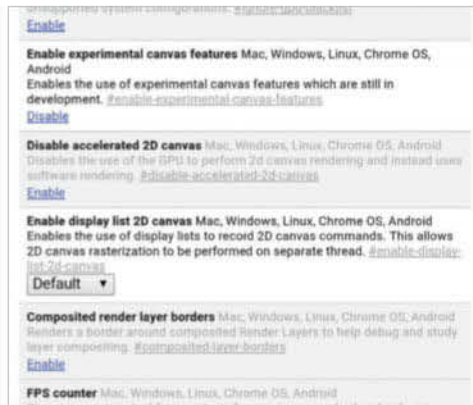 unsupported system configurations.
Enable
Enable experimental canvas features Mac, Windows, Linux, Chrome OS,
Android
Enables the use of experimental canvas features which are still in
development. #enable-experimental-canvas-features
Disable
Disable accelerated 2D canvas Mac, Windows, Linux, Chrome OS, Android
Disables the use of the GPU to perform 2d canvas rendering and instead uses
software rendering. #disable-accelerated-2d-canvas
Enable
Enable display list 2D canvas Mac, Windows, Linux, Chrome OS, Android
Enables the use of display lists to record 2D canvas commands. This allows
2D canvas rasterization to be performed on separate thread. #enable-display-
list-2d-canvas
Default
Composited render layer borders Mac, Windows, Linux, Chrome OS, Android
Renders a border around composited Render Layers to help debug and study
layer compositing. #composited-layer-borders
Enable
FPS counter Mac, Windows, Linux, Chrome OS, Android